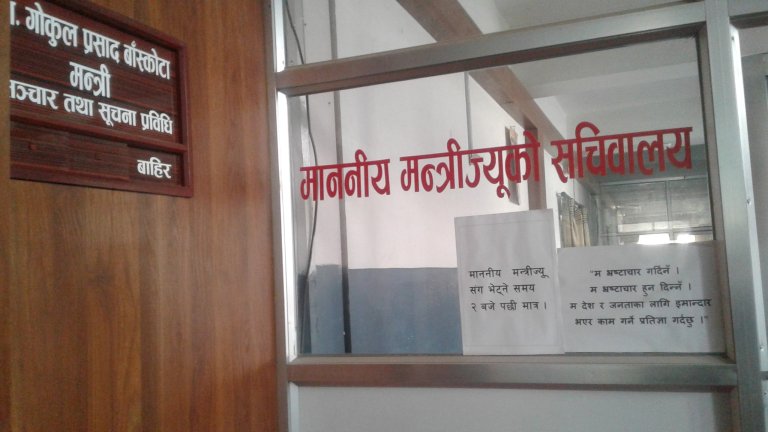 गोकुल प्रसाद बाँस्कोटा
मन्त्री
सञ्चार तथा सूचना प्रविधि
बाहिर
माननीय मन्त्रीज्यूको सचिवालय
माननीय मन्त्रीज्यू
संग भेट्ने समय
२ बजे पछी मात्र ।
"म भ्रष्टाचार गर्दिनँ ।
म भ्रष्टाचार हुन दिन्नँ ।
म देश र जनताका लागि इमान्दार
भएर काम गर्ने प्रतिज्ञा गर्दछु ।"